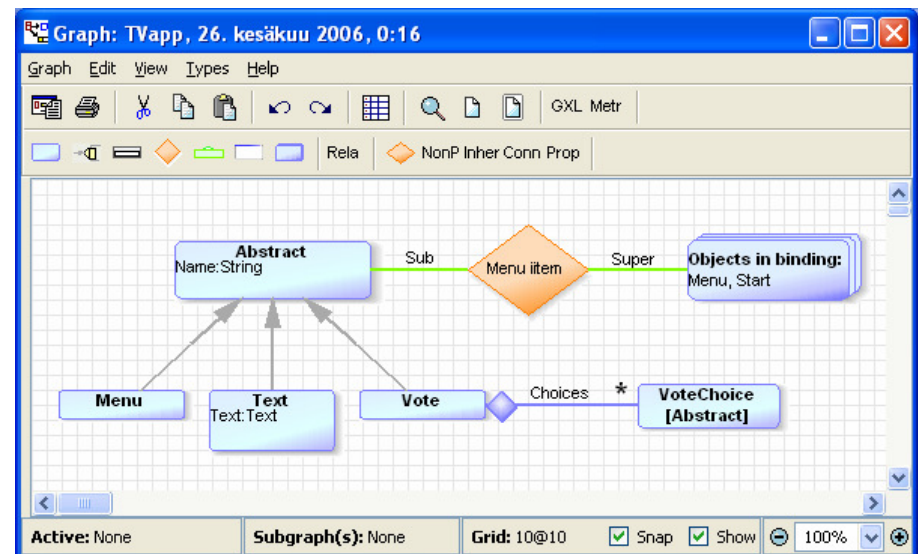 Graph: TVapp, 26. kesäkuu 2006, 0:16
Graph Edit View Types Help
GXL Metr
Rela NonP Inher Conn Prop
Abstract
Name:String
Sub
Menu iitem
Super
Objects in binding:
Menu, Start
Menu
Text
Text:Text
Vote
Choices
*
VoteChoice
[Abstract]
Active: None Subgraph(s): None Grid: 10@10 Snap Show 100%